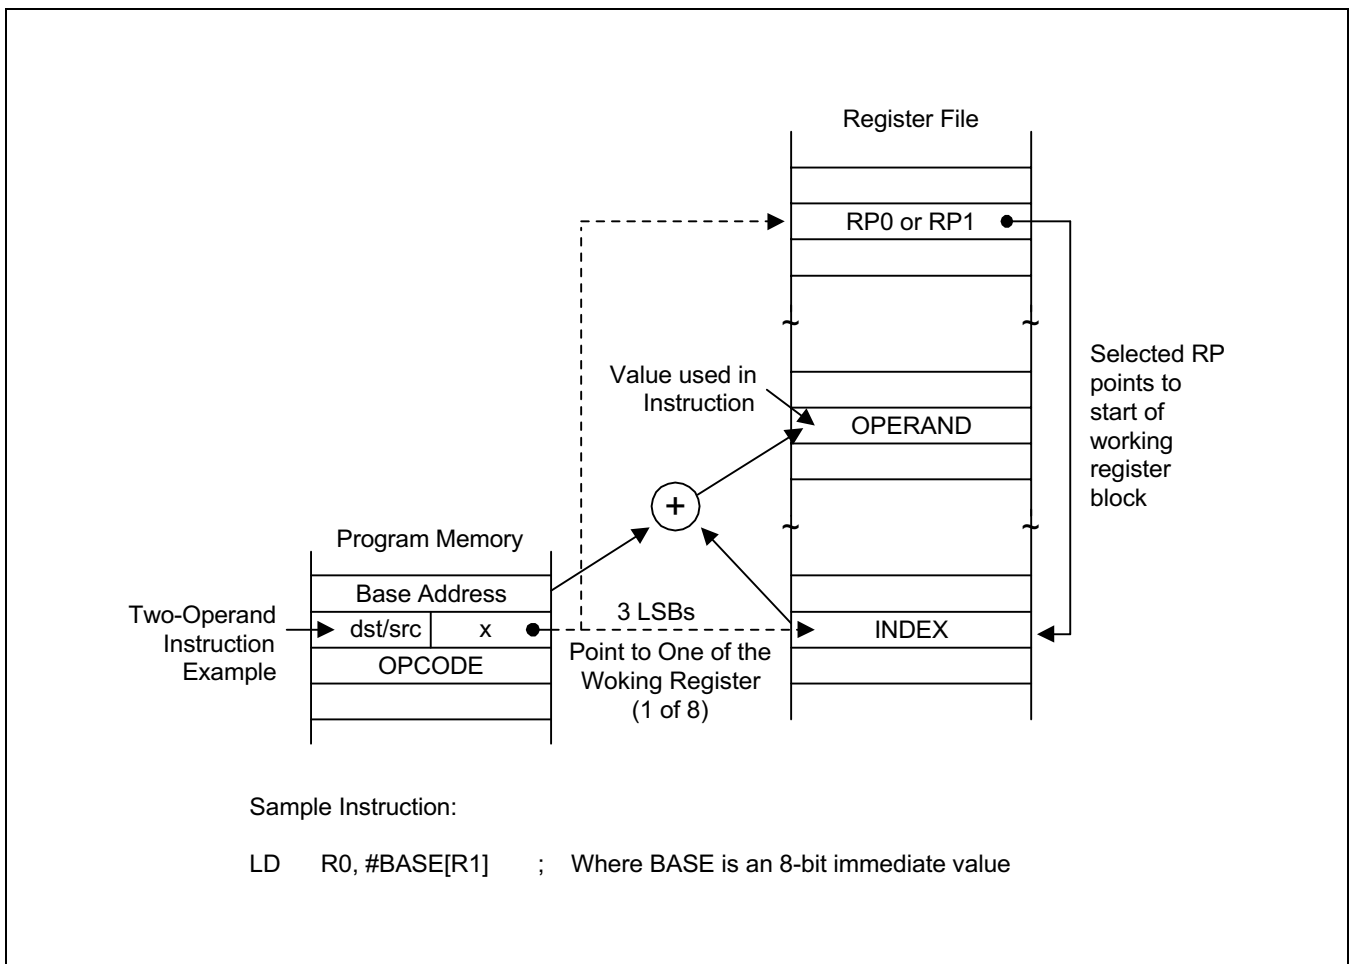 Register File
RP0 or RP1
Selected RP
points to
start of
working
register
block
Value used in
Instruction
OPERAND
+
Program Memory
Base Address
Two-Operand
Instruction
Example
dst/src
x
OPCODE
3 LSBs
Point to One of the
Woking Register
(1 of 8)
INDEX
Sample Instruction:
LD R0, #BASE[R1] ; Where BASE is an 8-bit immediate value